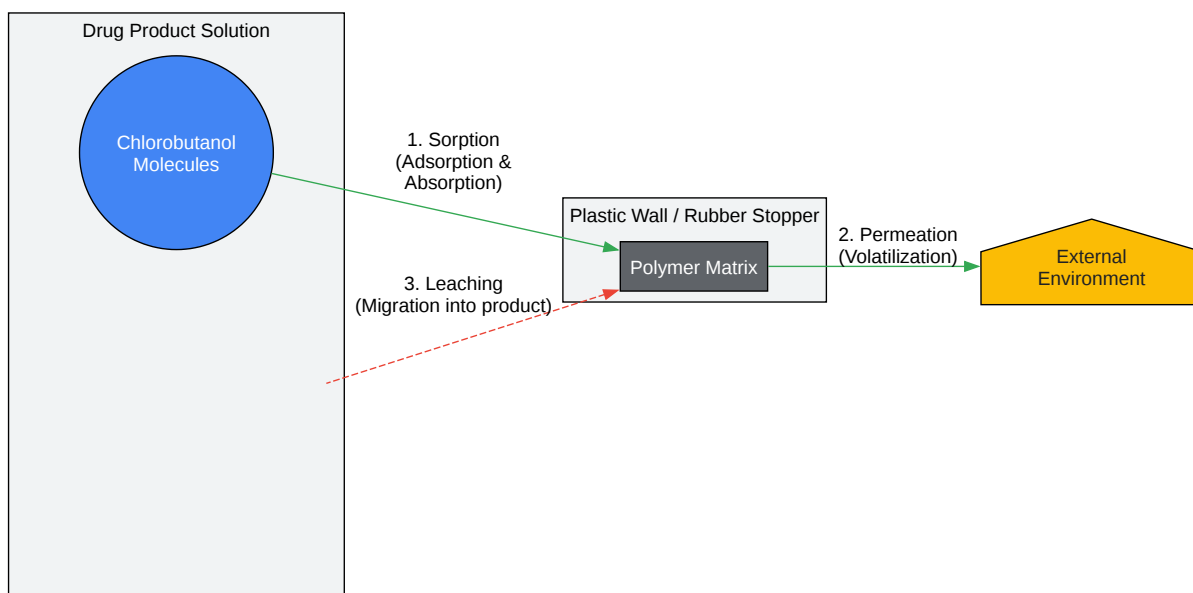 Drug Product Solution
Chlorobutanol
Molecules
1. Sorption
(Adsorption &
Absorption)
Plastic Wall / Rubber Stopper
Polymer Matrix
2. Permeation
(Volatilization)
External
Environment
3. Leaching
(Migration into product)